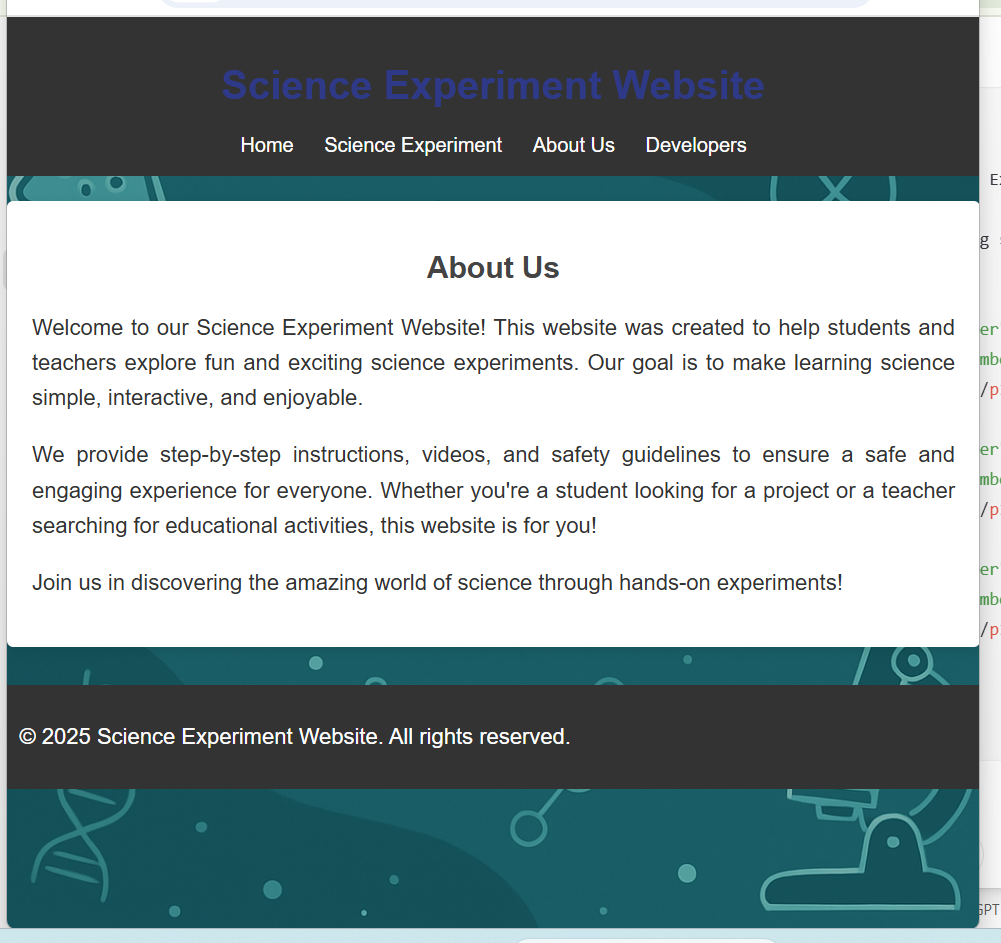 Science Experiment Website
Home Science Experiment About Us Developers
About Us
Welcome to our Science Experiment Website! This website was created to help students and
teachers explore fun and exciting science experiments. Our goal is to make learning science
simple, interactive, and enjoyable.
We provide step-by-step instructions, videos, and safety guidelines to ensure a safe and
engaging experience for everyone. Whether you're a student looking for a project or a teacher
searching for educational activities, this website is for you!
Join us in discovering the amazing world of science through hands-on experiments!
© 2025 Science Experiment Website. All rights reserved.